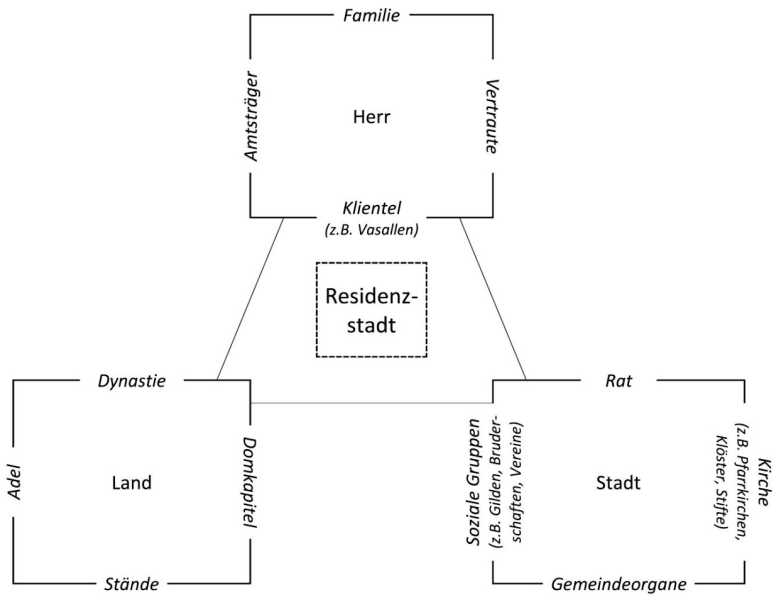 Familie
Amtsträger
Herr
Vertraute
Klientel
(z.B. Vasallen)
Residenz-
stadt
Dynastie
Adel
Land
Domkapitel
Stände
Rat
Soziale Gruppen
(z.B. Gilden, Bruder-
schaften, Vereine)
Stadt
Kirche
(z.B. Pfarrkirchen,
Klöster, Stifte)
Gemeindeorgane